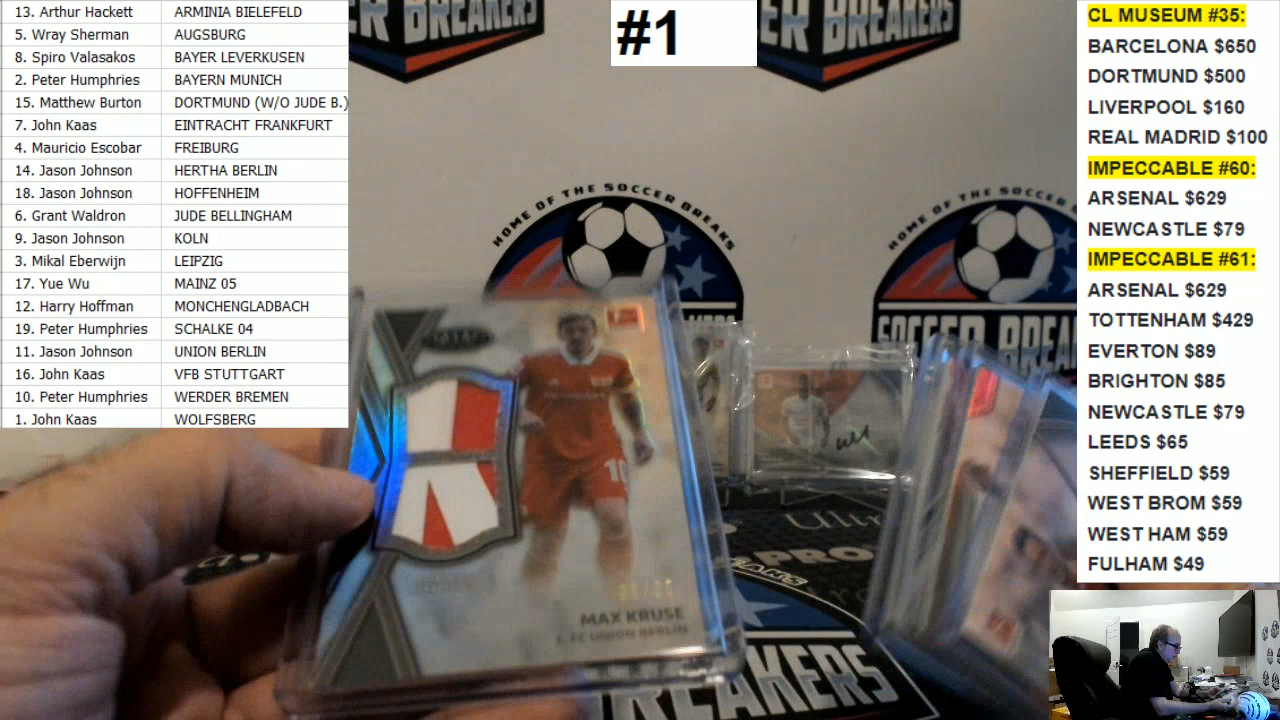 13. Arthur Hackett ARMINIA BIELEFELD
5. Wray Sherman AUGSBURG
8. Spiro Valasakos BAYER LEVERKUSEN
2. Peter Humphries BAYERN MUNICH
15. Matthew Burton DORTMUND (W/O JUDE B.)
7. John Kaas EINTRACHT FRANKFURT
4. Mauricio Escobar FREIBURG
14. Jason Johnson HERTHA BERLIN
18. Jason Johnson HOFFENHEIM
6. Grant Waldron JUDE BELLINGHAM
9. Jason Johnson KOLN
3. Mikal Eberwijn LEIPZIG
17. Yue Wu MAINZ 05
12. Harry Hoffman MONCHENGLADBACH
19. Peter Humphries SCHALKE 04
11. Jason Johnson UNION BERLIN
16. John Kaas VFB STUTTGART
10. Peter Humphries WERDER BREMEN
1. John Kaas WOLFSBERG
#1
BREAKERS
ER BREAKERS
HOME OF THE SOCCER BREAKS
HOME OF THE SOCCER
SOCCER BREA
10
MAX KRUSE
1. FC UNION BERLIN
BREAKERS
CL MUSEUM #35:
BARCELONA $650
DORTMUND $500
LIVERPOOL $160
REAL MADRID $100
IMPECCABLE #60:
ARSENAL $629
NEWCASTLE $79
IMPECCABLE #61:
ARSENAL $629
TOTTENHAM $429
EVERTON $89
BRIGHTON $85
NEWCASTLE $79
LEEDS $65
SHEFFIELD $59
WEST BROM $59
WEST HAM $59
FULHAM $49